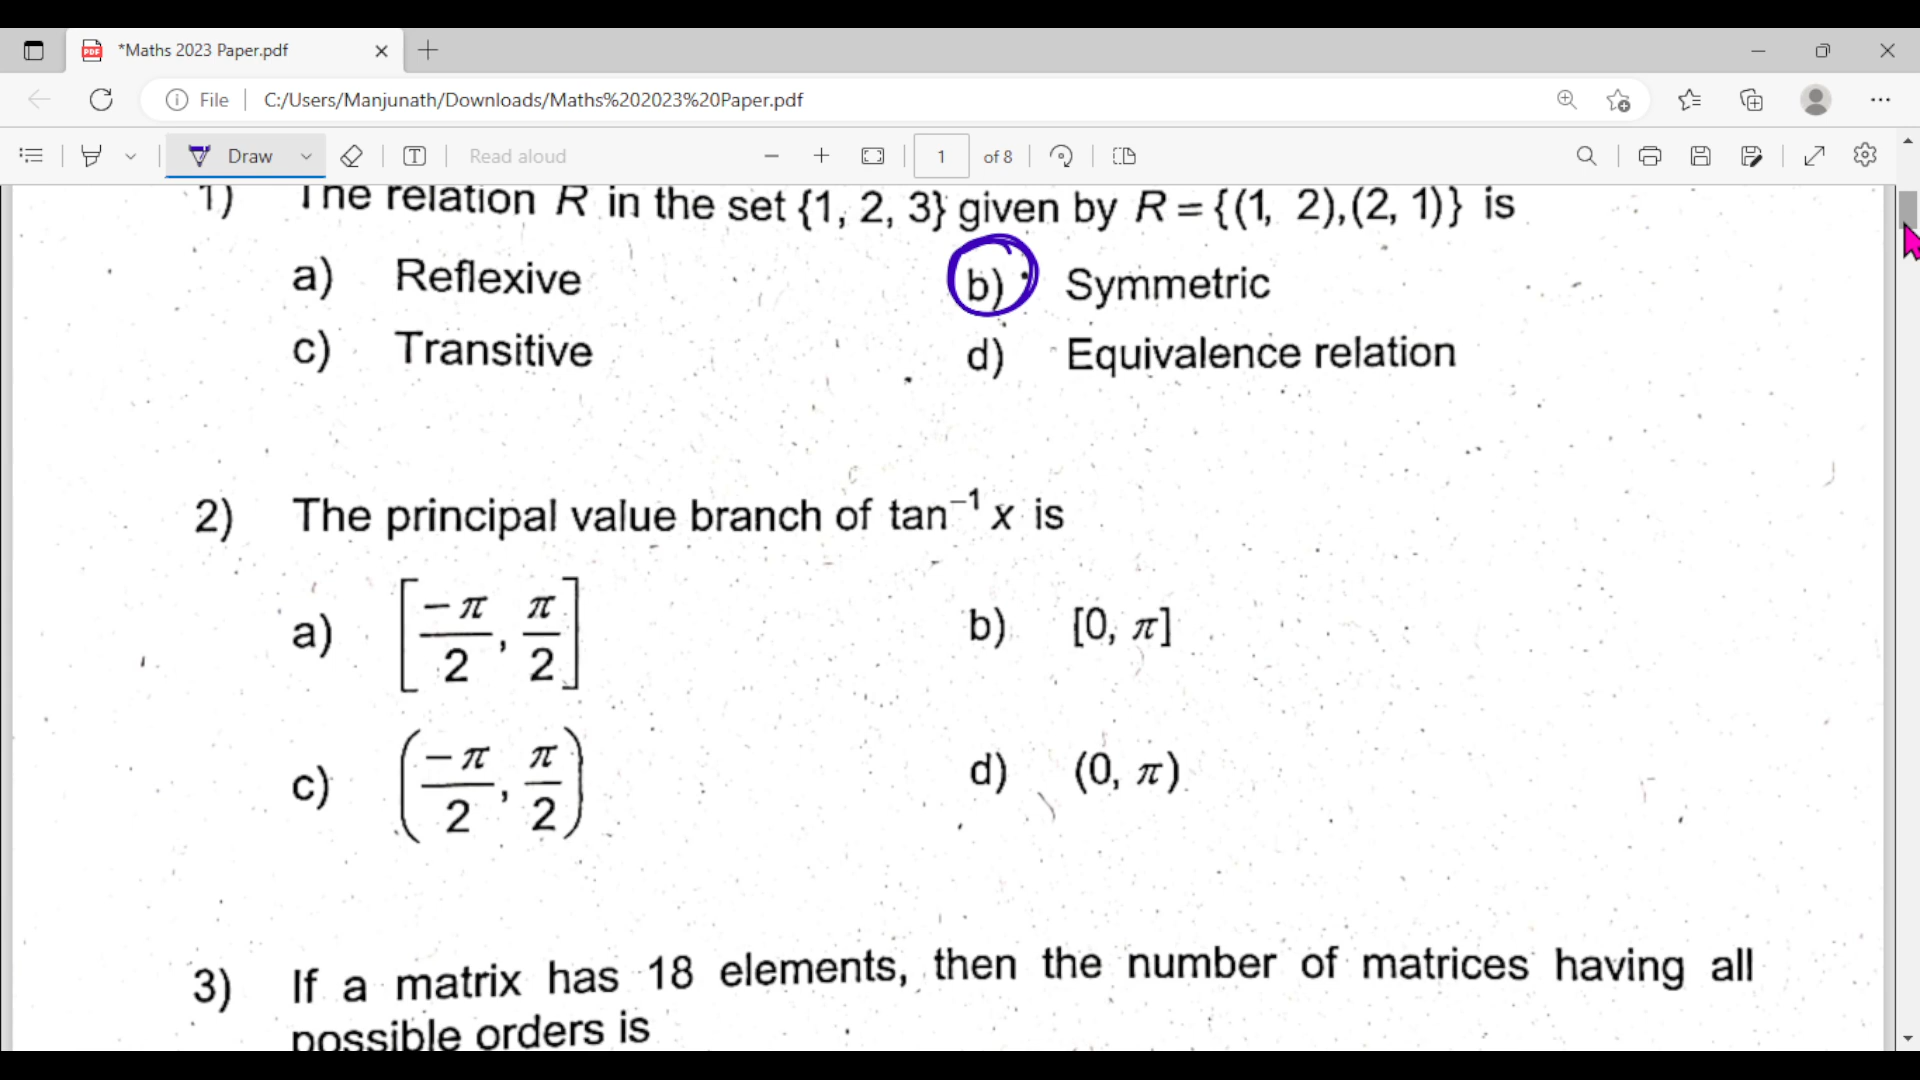 *Maths 2023 Paper.pdf
File | C:/Users/Manjunath/Downloads/Maths%202023%20Paper.pdf
Draw
Read aloud
1 of 8
1) The relation R in the set {1, 2, 3} given by R = {(1, 2),(2, 1)} is
a) Reflexive b) Symmetric
c) Transitive d) Equivalence relation
2) The principal value branch of tan⁻¹ x is
a) [-π/2, π/2] b) [0, π]
c) (-π/2, π/2) d) (0, π)
3) If a matrix has 18 elements, then the number of matrices having all
possible orders is